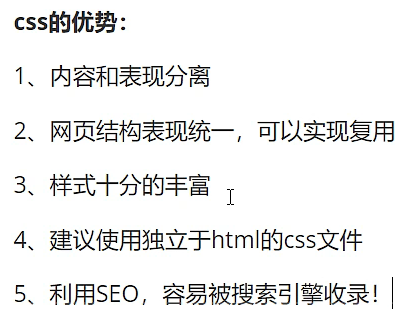 css的优势：
1、内容和表现分离
2、网页结构表现统一，可以实现复用
3、样式十分的丰富
4、建议使用独立于html的css文件
5、利用SEO，容易被搜索引擎收录！